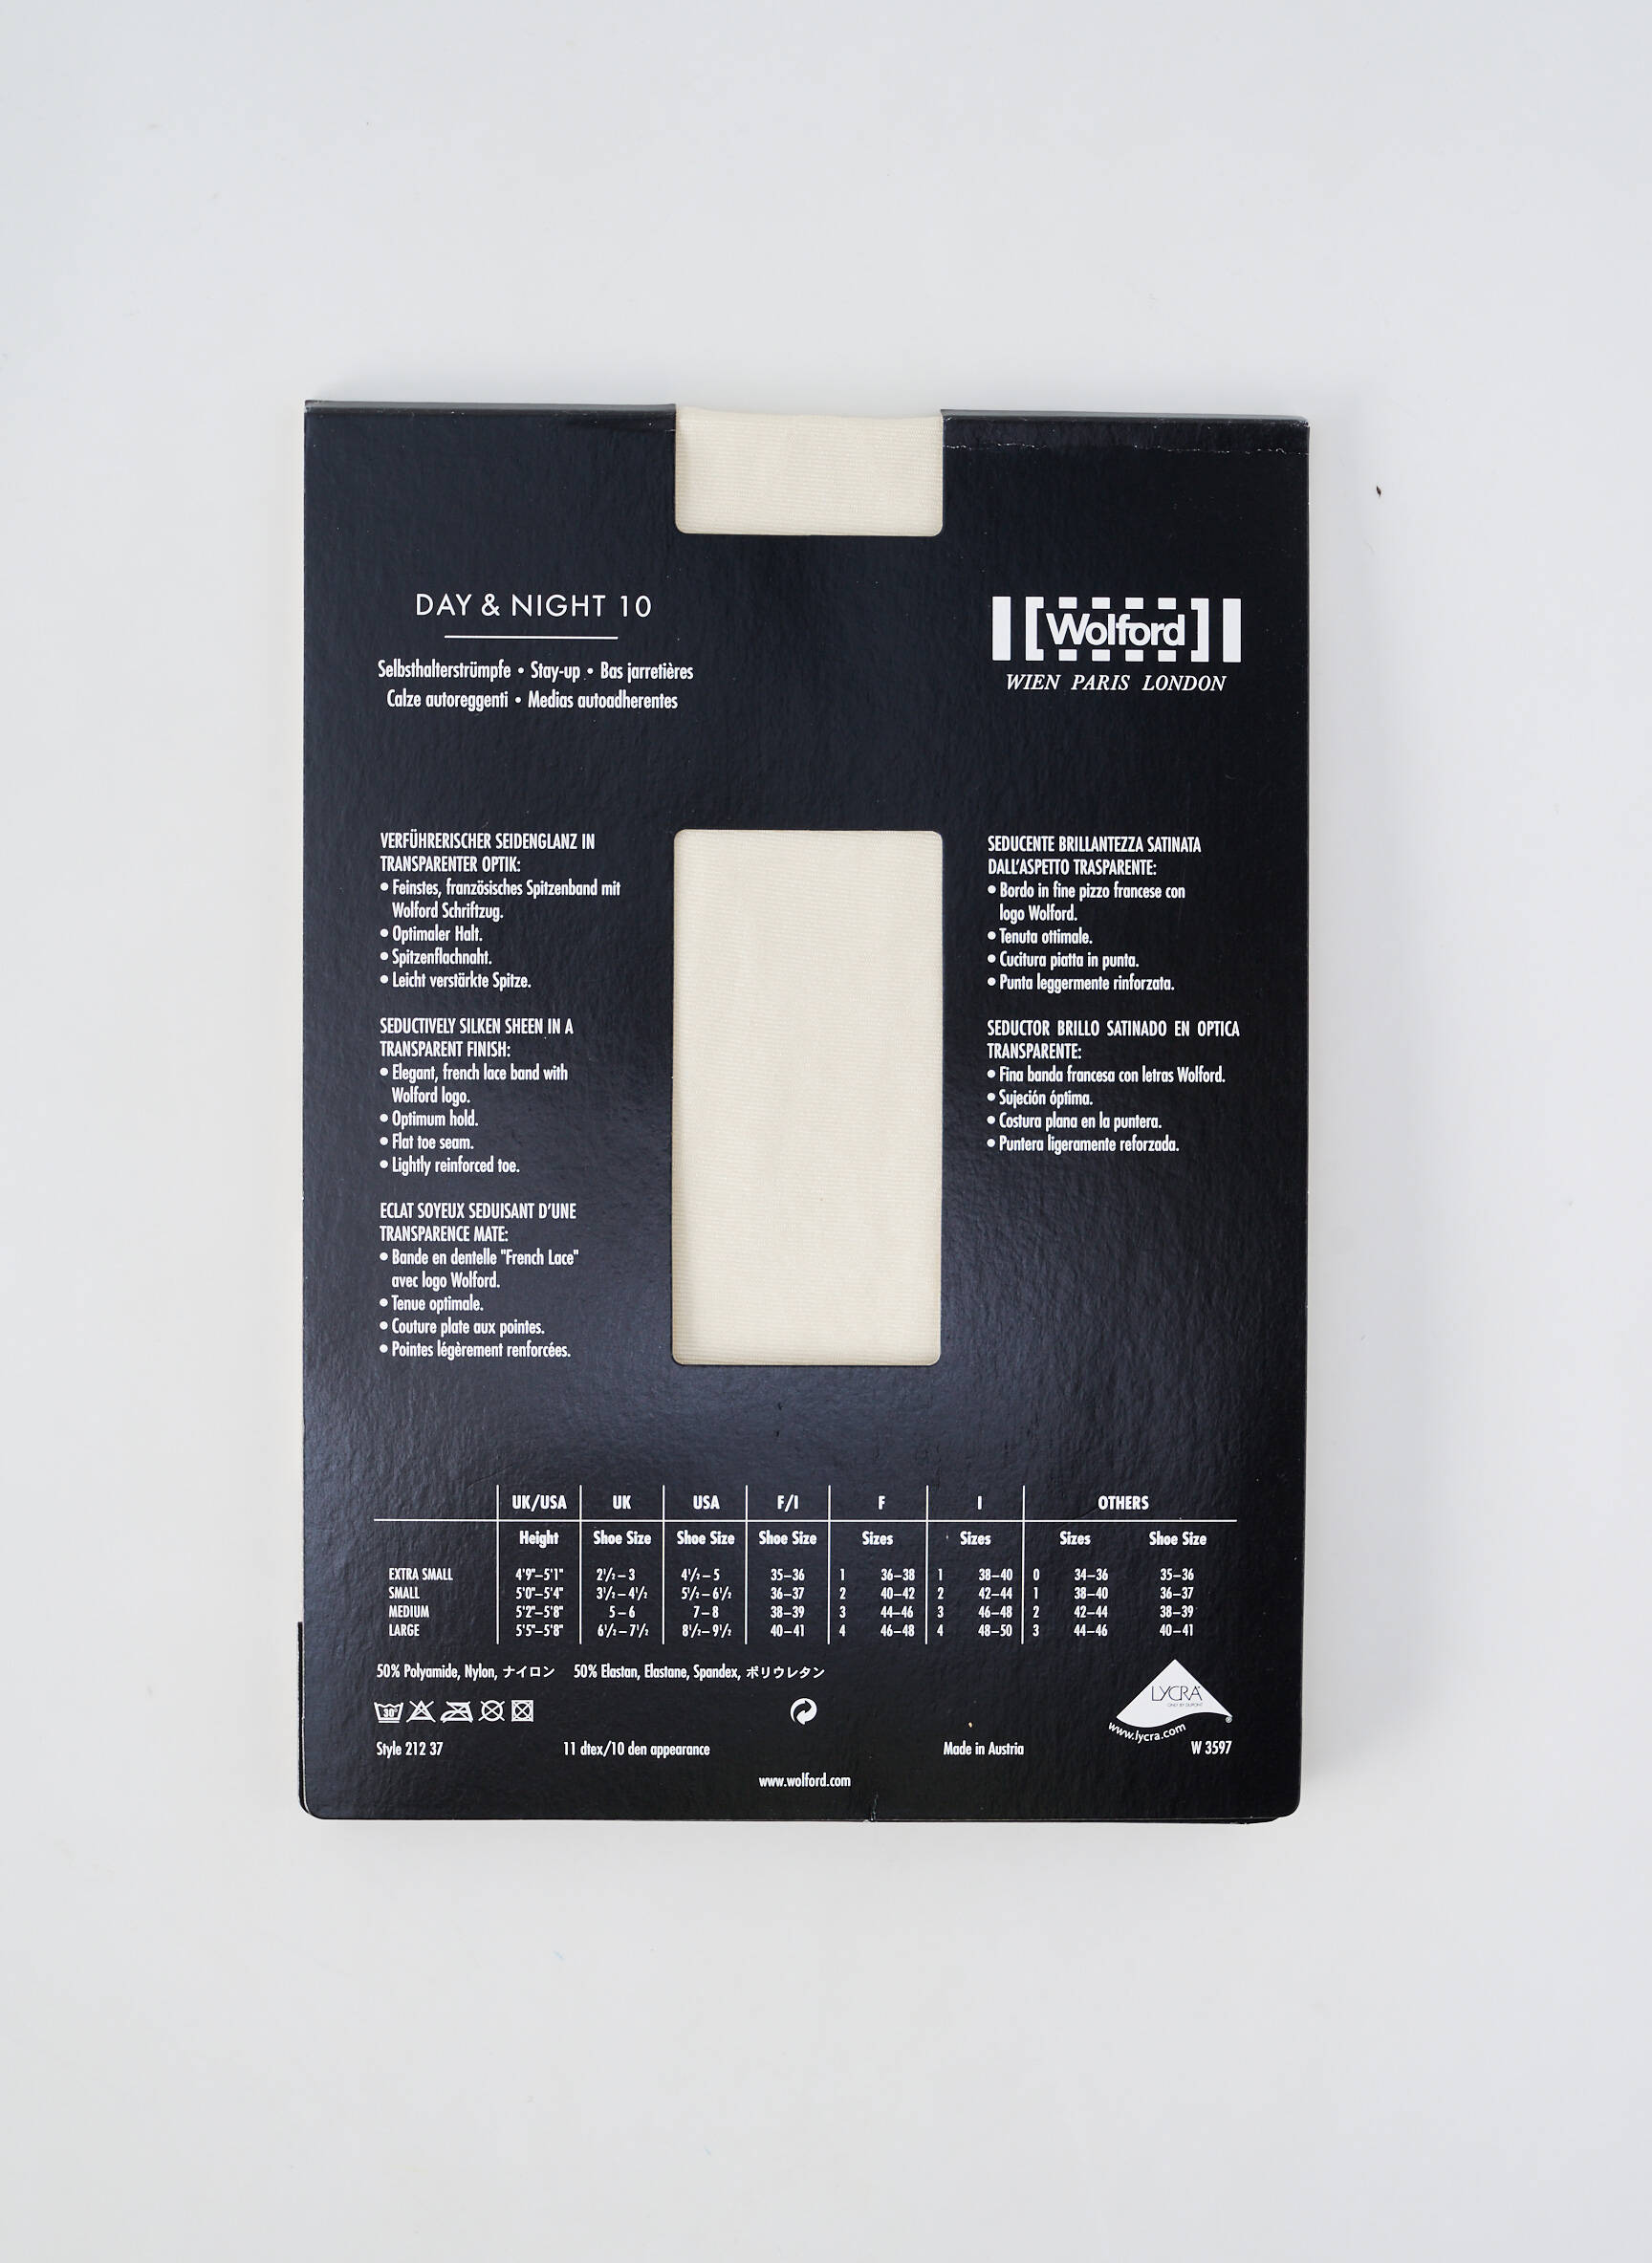 DAY & NIGHT 10
Selbsthalterstrümpfe • Stay-up • Bas jarretières
Calze autoreggenti • Medias autoadherentes
Wolford
WIEN PARIS LONDON
VERFÜHRERISCHER SEIDENGLANZ IN
TRANSPARENTER OPTIK:
• Feinstes, französisches Spitzenband mit
Wolford Schriftzug.
• Optimaler Halt.
• Spitzenflachnaht.
• Leicht verstärkte Spitze.
SEDUCTIVELY SILKEN SHEEN IN A
TRANSPARENT FINISH:
• Elegant, french lace band with
Wolford logo.
• Optimum hold.
• Flat toe seam.
• Lightly reinforced toe.
ECLAT SOYEUX SEDUISANT D'UNE
TRANSPARENCE MATE:
• Bande en dentelle "French Lace"
avec logo Wolford.
• Tenue optimale.
• Couture plate aux pointes.
• Pointes légèrement renforcées.
SEDUCENTE BRILLANTEZZA SATINATA
DALL'ASPETTO TRASPARENTE:
• Bordo in fine pizzo francese con
logo Wolford.
• Tenuta ottimale.
• Cucitura piatta in punta.
• Punta leggermente rinforzata.
SEDUCTOR BRILLO SATINADO EN OPTICA
TRANSPARENTE:
• Fina banda francesa con letras Wolford.
• Sujeción óptima.
• Costura plana en la puntera.
• Puntera ligeramente reforzada.
UK/USA UK USA F/I F I OTHERS
Height Shoe Size Shoe Size Shoe Size Sizes Sizes Sizes Shoe Size
EXTRA SMALL 4'9"–5'1" 2½–3 4½–5 35–36 1 36–38 1 38–40 0 34–36 35–36
SMALL 5'0"–5'4" 3½–4½ 5½–6½ 36–37 2 40–42 2 42–44 1 38–40 36–37
MEDIUM 5'2"–5'8" 5–6 7–8 38–39 3 44–46 3 46–48 2 42–44 38–39
LARGE 5'5"–5'8" 6½–7½ 8½–9½ 40–41 4 46–48 4 48–50 3 44–46 40–41
50% Polyamide, Nylon, ナイロン 50% Elastan, Elastane, Spandex, ポリウレタン
30°
LYCRA
ONLY BY DUPONT
www.lycra.com
Style 212 37 11 dtex/10 den appearance Made in Austria W 3597
www.wolford.com